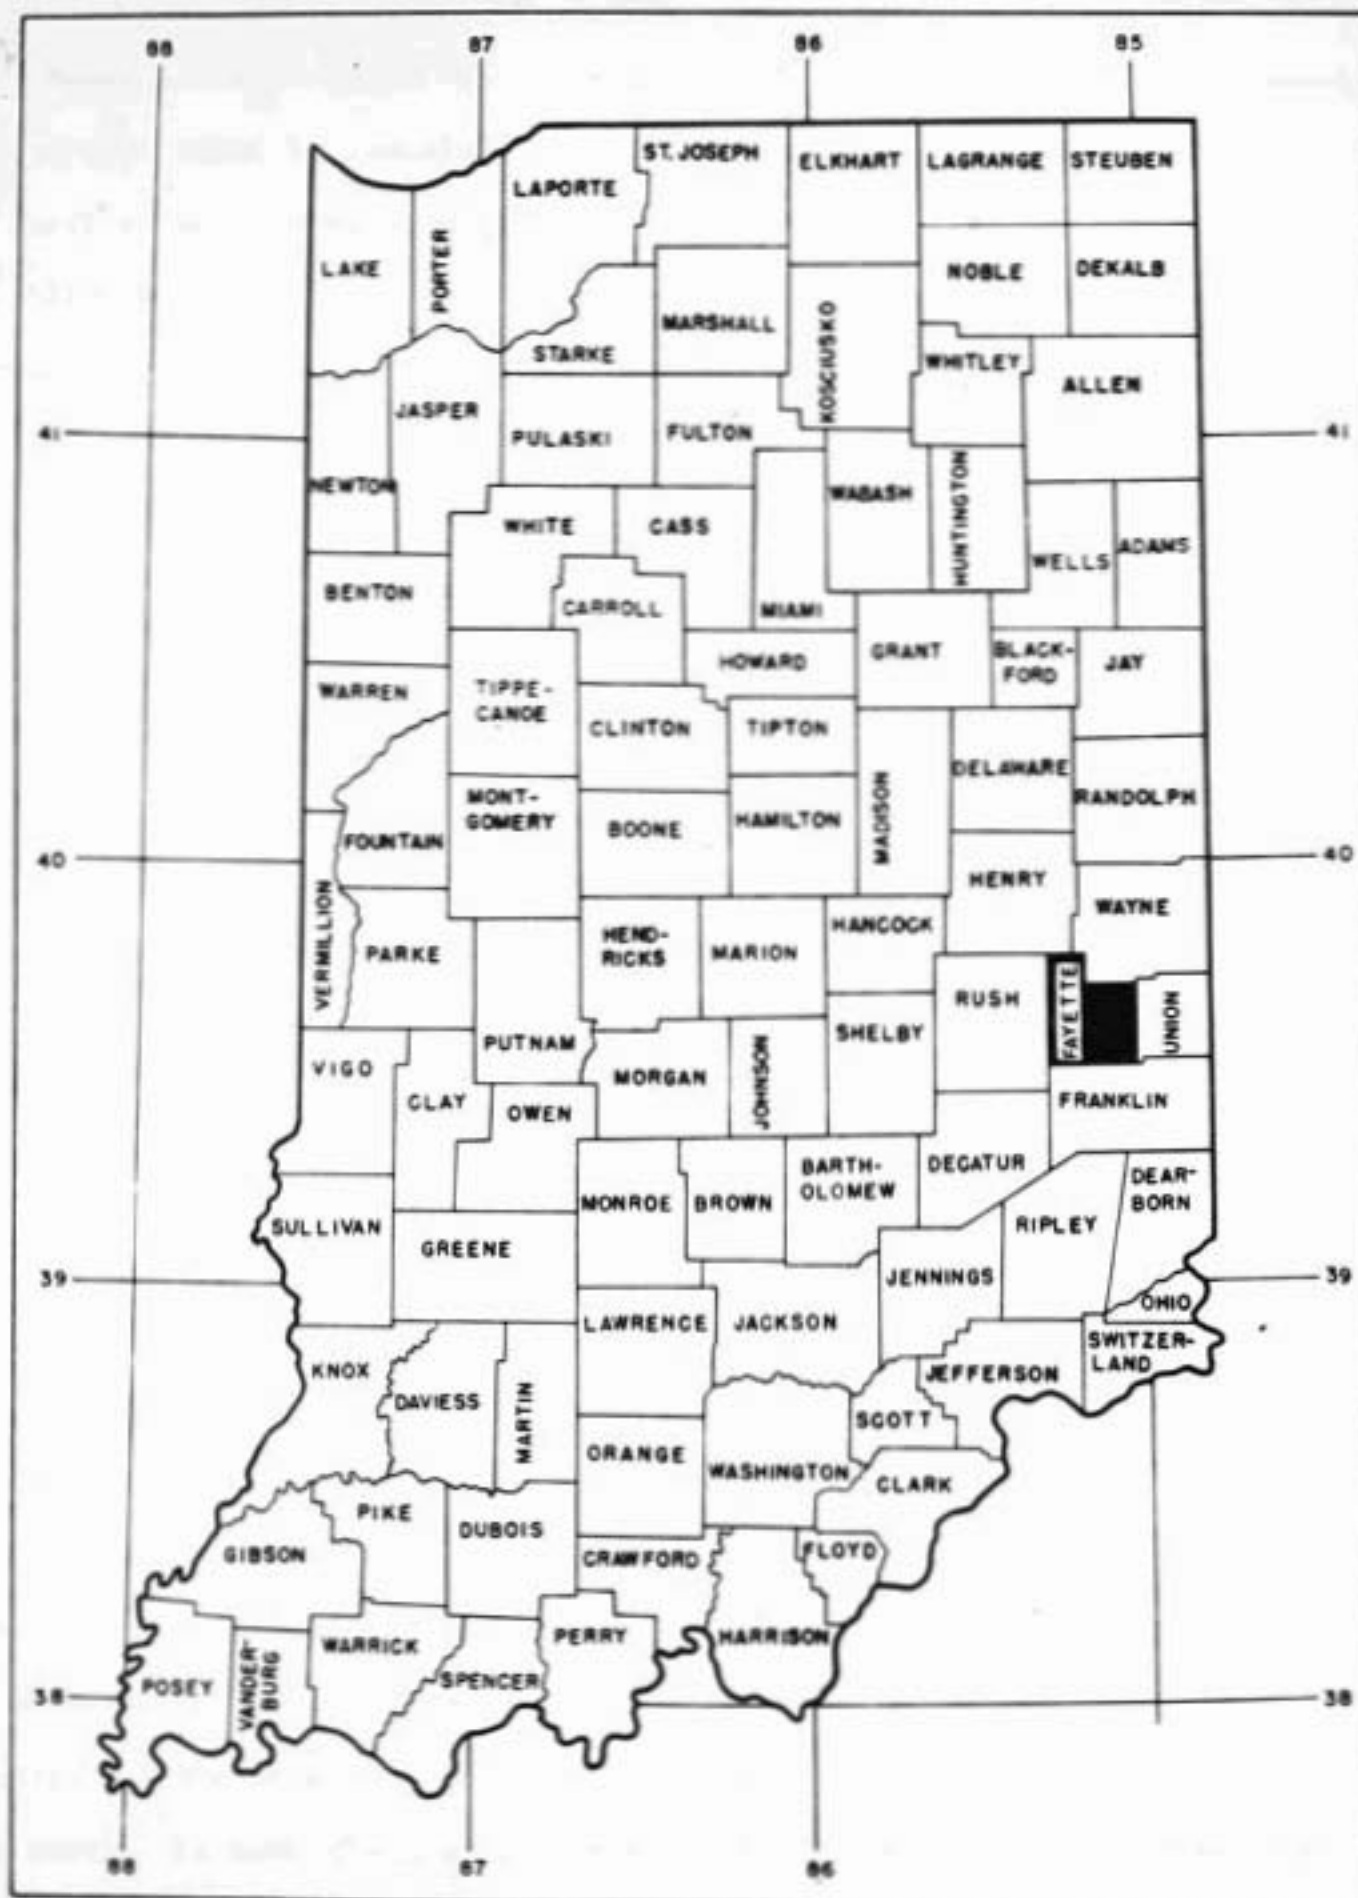 88 87 86 85
ST. JOSEPH ELKHART LAGRANGE STEUBEN
LAPORTE
LAKE PORTER NOBLE DEKALB
MARSHALL KOSCIUSKO
STARKE WHITLEY
ALLEN
JASPER
41 PULASKI FULTON 41
NEWTON WABASH HUNTINGTON
WHITE CASS
WELLS ADAMS
BENTON CARROLL MIAMI
HOWARD GRANT BLACK-
FORD JAY
WARREN TIPPE-
CANOE
CLINTON TIPTON
DELAWARE
MONT-
GOMERY BOONE HAMILTON MADISON RANDOLPH
FOUNTAIN
40 40
HENRY
VERMILLION WAYNE
HEND-
RICKS MARION HANCOCK
PARKE
RUSH FAYETTE UNION
PUTNAM SHELBY
VIGO MORGAN JOHNSON
CLAY OWEN FRANKLIN
BARTH-
OLOMEW DECATUR DEAR-
BORN
MONROE BROWN
SULLIVAN RIPLEY
GREENE
39 JENNINGS 39
OHIO
LAWRENCE JACKSON SWITZER-
LAND
KNOX JEFFERSON
DAVIESS MARTIN
SCOTT
ORANGE WASHINGTON
CLARK
PIKE DUBOIS
GIBSON CRAWFORD FLOYD
WARRICK PERRY HARRISON
POSEY VANDER-
BURG SPENCER
38 38
88 87 86